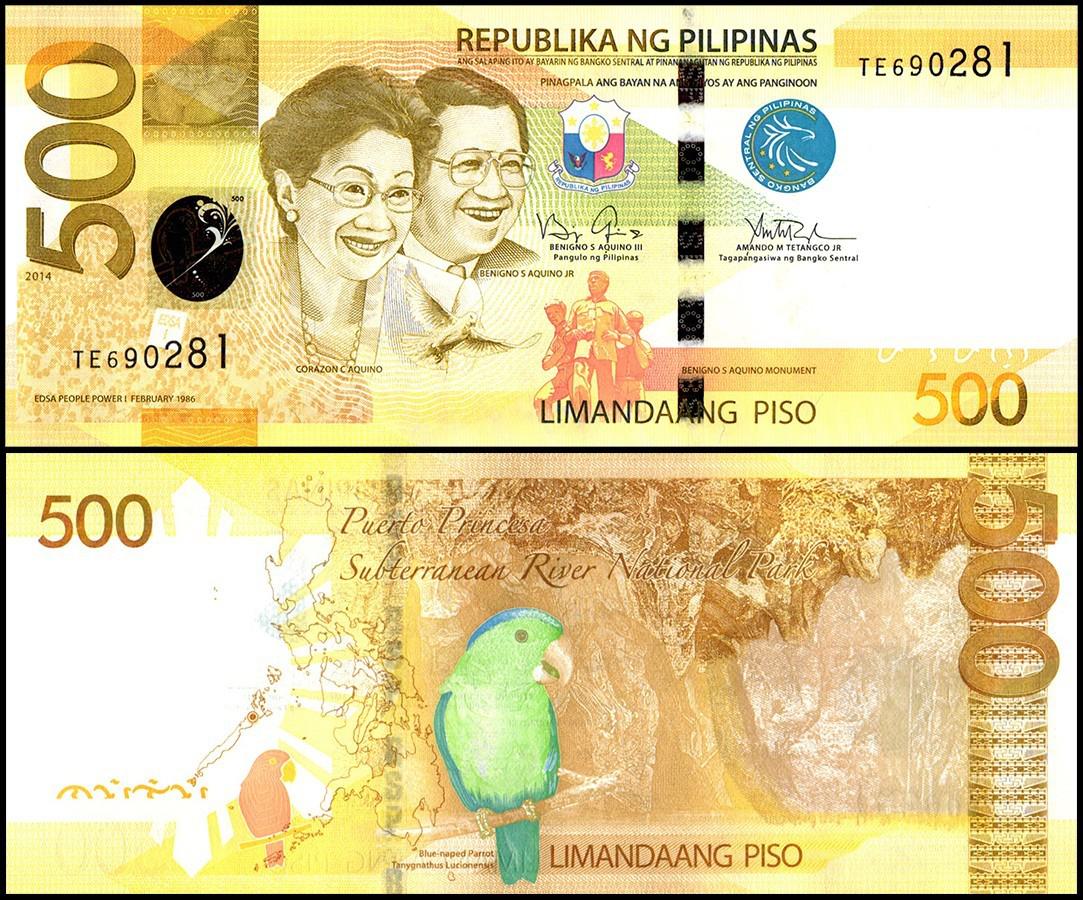 500
REPUBLIKA NG PILIPINAS
ANG SALAPING ITO AY BAYARIN NG BANGKO SENTRAL AT PINANANAGUTAN NG REPUBLIKA NG PILIPINAS
PINAGPALA ANG BAYAN NA ANG DIYOS AY ANG PANGINOON
TE690281
REPUBLIKA NG PILIPINAS
BANGKO SENTRAL NG PILIPINAS
500
500
2014
BENIGNO S AQUINO III
Pangulo ng Pilipinas
AMANDO M TETANGCO JR
Tagapangasiwa ng Bangko Sentral
BENIGNO S AQUINO JR
EDSA
TE690281
CORAZON C AQUINO
BENIGNO S AQUINO MONUMENT
EDSA PEOPLE POWER I FEBRUARY 1986
LIMANDAANG PISO
500
500
Puerto Princesa
Subterranean River National Park
500
Blue-naped Parrot
Tanygnathus Lucionensis
LIMANDAANG PISO